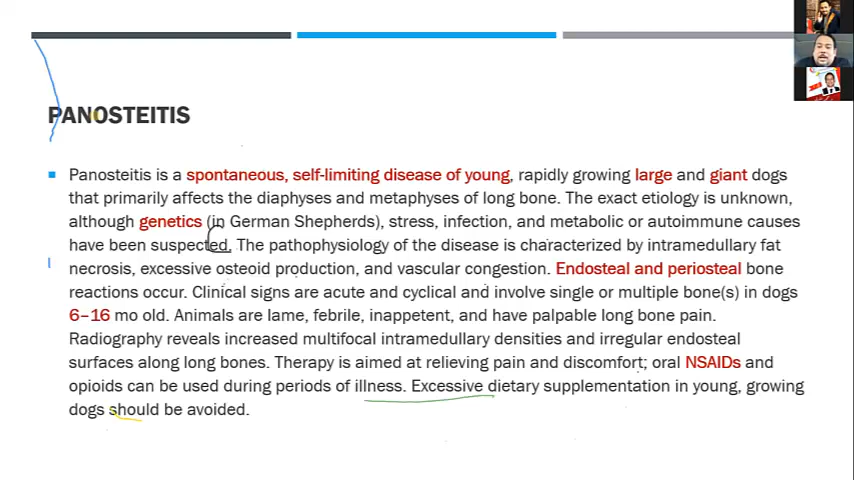 PANOSTEITIS
Panosteitis is a spontaneous, self-limiting disease of young, rapidly growing large and giant dogs
that primarily affects the diaphyses and metaphyses of long bone. The exact etiology is unknown,
although genetics (in German Shepherds), stress, infection, and metabolic or autoimmune causes
have been suspected. The pathophysiology of the disease is characterized by intramedullary fat
necrosis, excessive osteoid production, and vascular congestion. Endosteal and periosteal bone
reactions occur. Clinical signs are acute and cyclical and involve single or multiple bone(s) in dogs
6–16 mo old. Animals are lame, febrile, inappetent, and have palpable long bone pain.
Radiography reveals increased multifocal intramedullary densities and irregular endosteal
surfaces along long bones. Therapy is aimed at relieving pain and discomfort; oral NSAIDs and
opioids can be used during periods of illness. Excessive dietary supplementation in young, growing
dogs should be avoided.